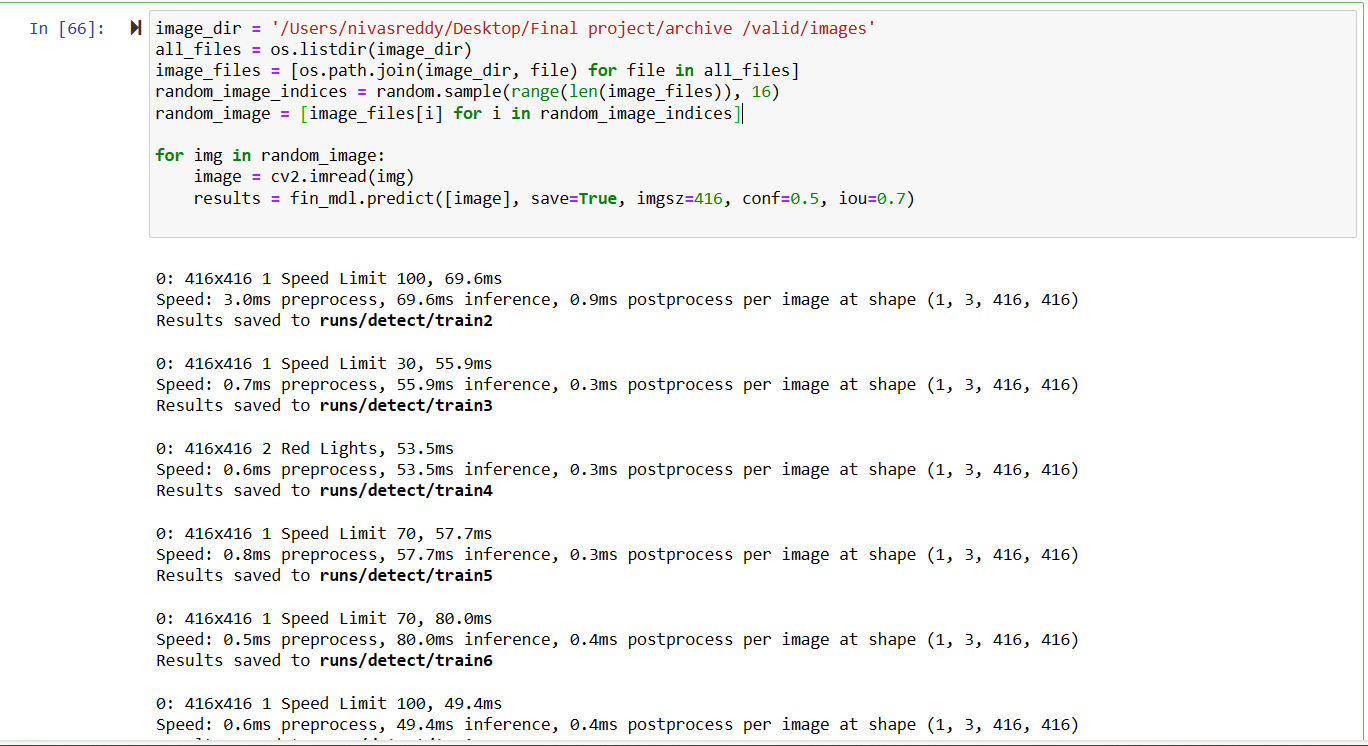 In [66]:
image_dir = '/Users/nivasreddy/Desktop/Final project/archive /valid/images'
all_files = os.listdir(image_dir)
image_files = [os.path.join(image_dir, file) for file in all_files]
random_image_indices = random.sample(range(len(image_files)), 16)
random_image = [image_files[i] for i in random_image_indices]
for img in random_image:
    image = cv2.imread(img)
    results = fin_mdl.predict([image], save=True, imgsz=416, conf=0.5, iou=0.7)
0: 416x416 1 Speed Limit 100, 69.6ms
Speed: 3.0ms preprocess, 69.6ms inference, 0.9ms postprocess per image at shape (1, 3, 416, 416)
Results saved to runs/detect/train2
0: 416x416 1 Speed Limit 30, 55.9ms
Speed: 0.7ms preprocess, 55.9ms inference, 0.3ms postprocess per image at shape (1, 3, 416, 416)
Results saved to runs/detect/train3
0: 416x416 2 Red Lights, 53.5ms
Speed: 0.6ms preprocess, 53.5ms inference, 0.3ms postprocess per image at shape (1, 3, 416, 416)
Results saved to runs/detect/train4
0: 416x416 1 Speed Limit 70, 57.7ms
Speed: 0.8ms preprocess, 57.7ms inference, 0.3ms postprocess per image at shape (1, 3, 416, 416)
Results saved to runs/detect/train5
0: 416x416 1 Speed Limit 70, 80.0ms
Speed: 0.5ms preprocess, 80.0ms inference, 0.4ms postprocess per image at shape (1, 3, 416, 416)
Results saved to runs/detect/train6
0: 416x416 1 Speed Limit 100, 49.4ms
Speed: 0.6ms preprocess, 49.4ms inference, 0.4ms postprocess per image at shape (1, 3, 416, 416)